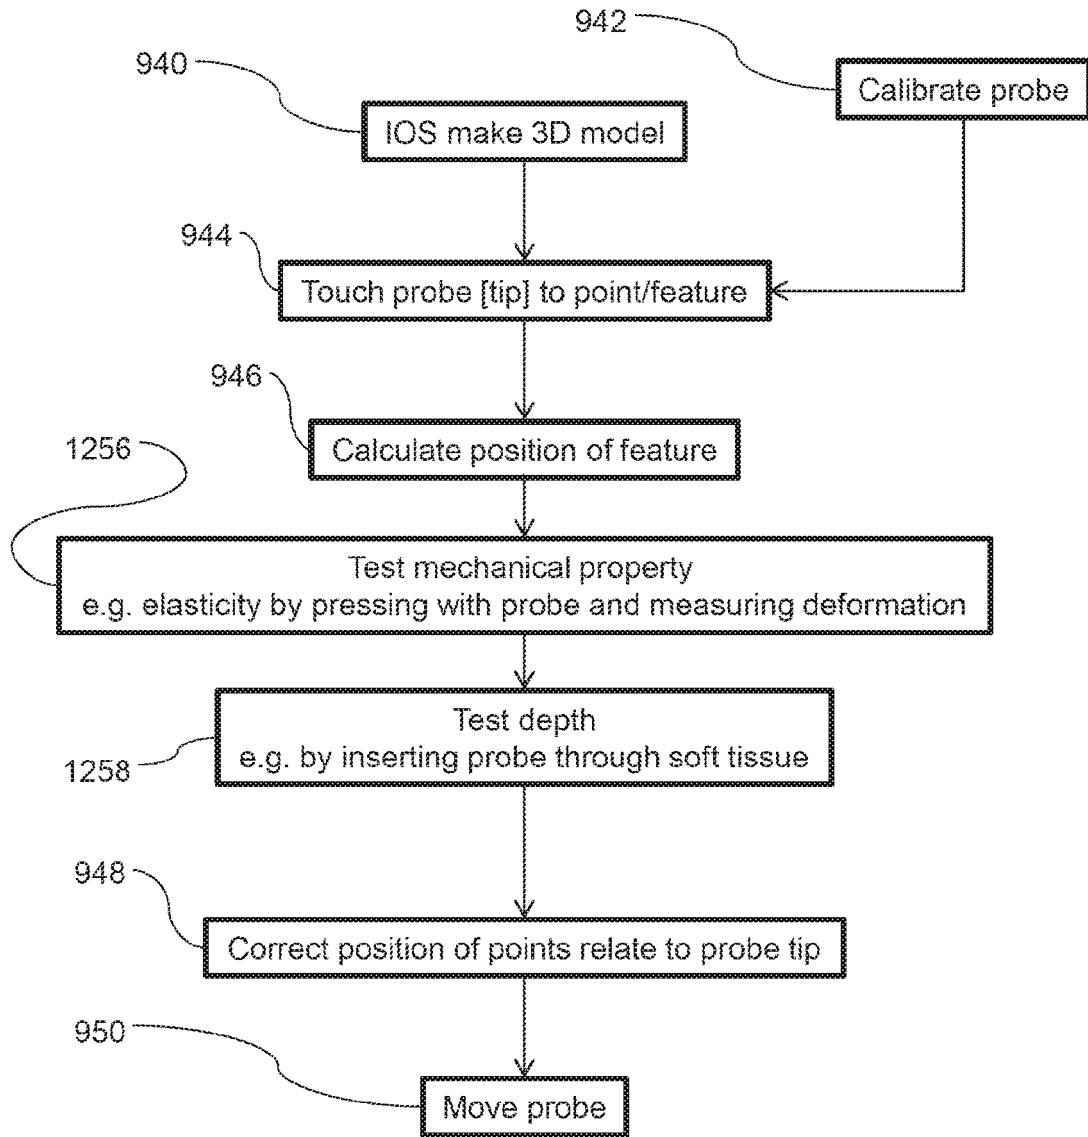 942
940
Calibrate probe
IOS make 3D model
944
Touch probe [tip] to point/feature
946
Calculate position of feature
1256
Test mechanical property
e.g. elasticity by pressing with probe and measuring deformation
Test depth
e.g. by inserting probe through soft tissue
1258
948
Correct position of points relate to probe tip
950
Move probe